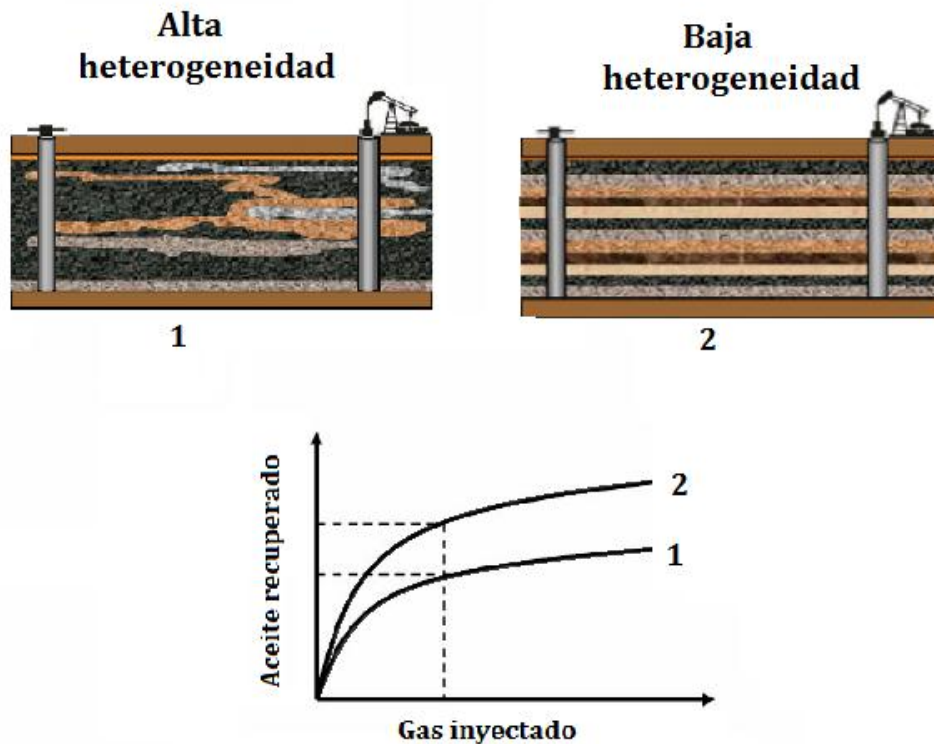 Alta
heterogeneidad
Baja
heterogeneidad
1
2
Aceite recuperado
2
1
Gas inyectado